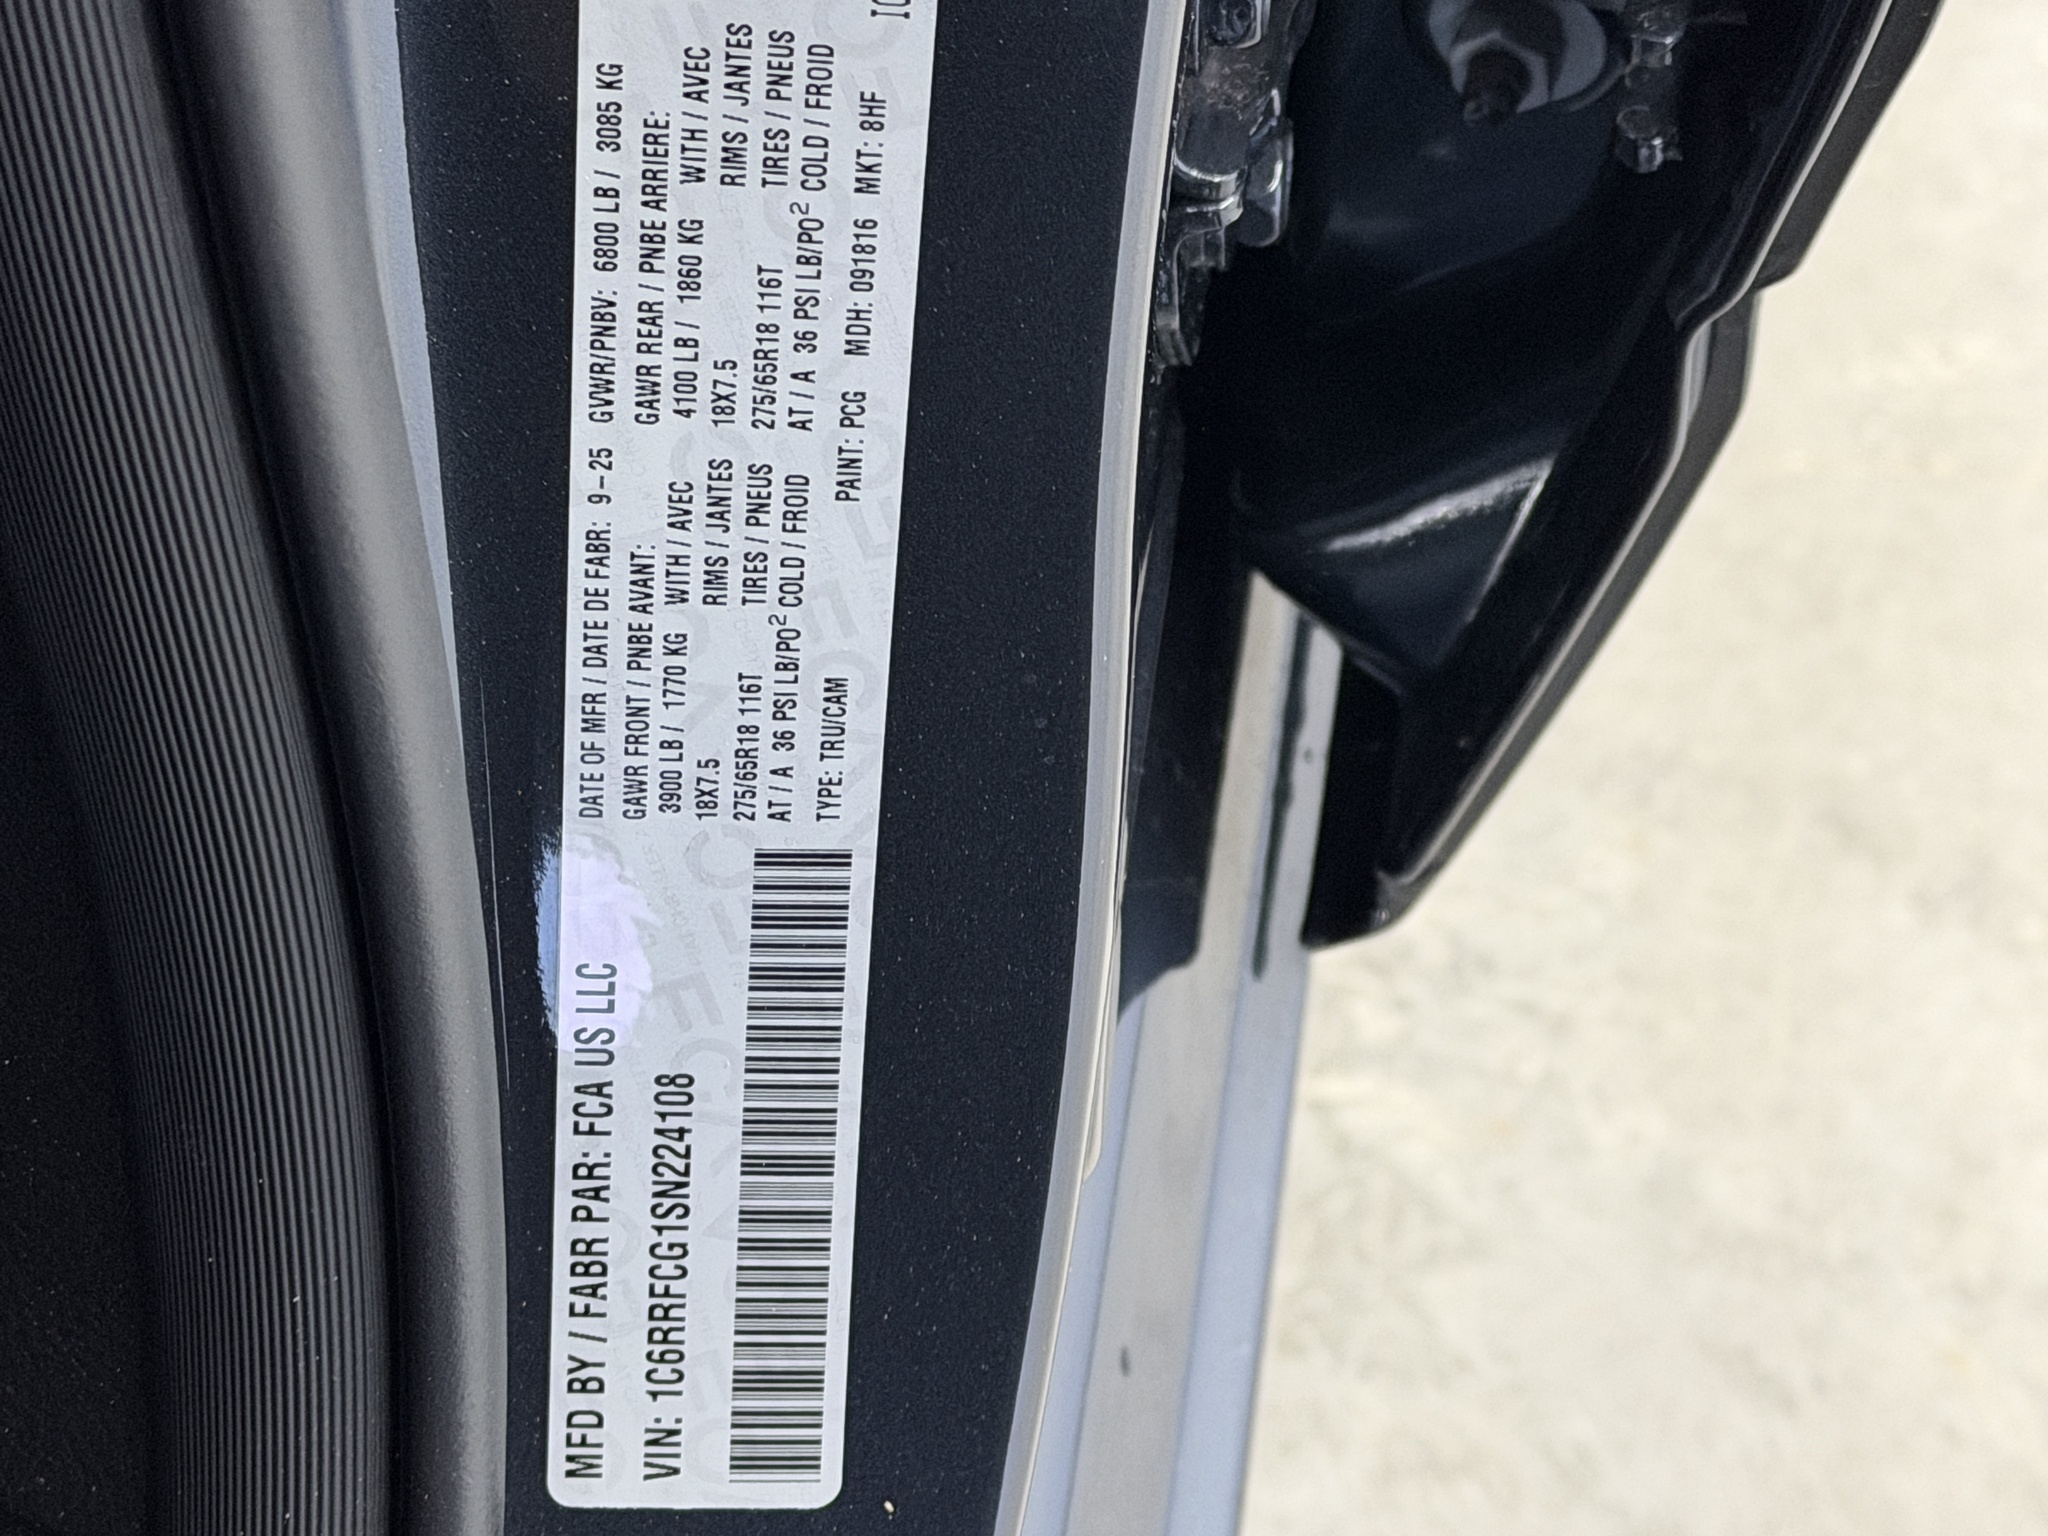 MFD BY / FABR PAR: FCA US LLC
VIN: 1C6RRFCG1SN224108
DATE OF MFR / DATE DE FABR: 9-25 GVWR/PNBV: 6800 LB / 3085 KG
GAWR FRONT / PNBE AVANT: GAWR REAR / PNBE ARRIERE:
3900 LB / 1770 KG WITH / AVEC 4100 LB / 1860 KG WITH / AVEC
18X7.5 RIMS / JANTES 18X7.5 RIMS / JANTES
275/65R18 116T TIRES / PNEUS 275/65R18 116T TIRES / PNEUS
AT / A 36 PSI LB/PO² COLD / FROID AT / A 36 PSI LB/PO² COLD / FROID
TYPE: TRU/CAM PAINT: PCG MDH: 091816 MKT: 8HF